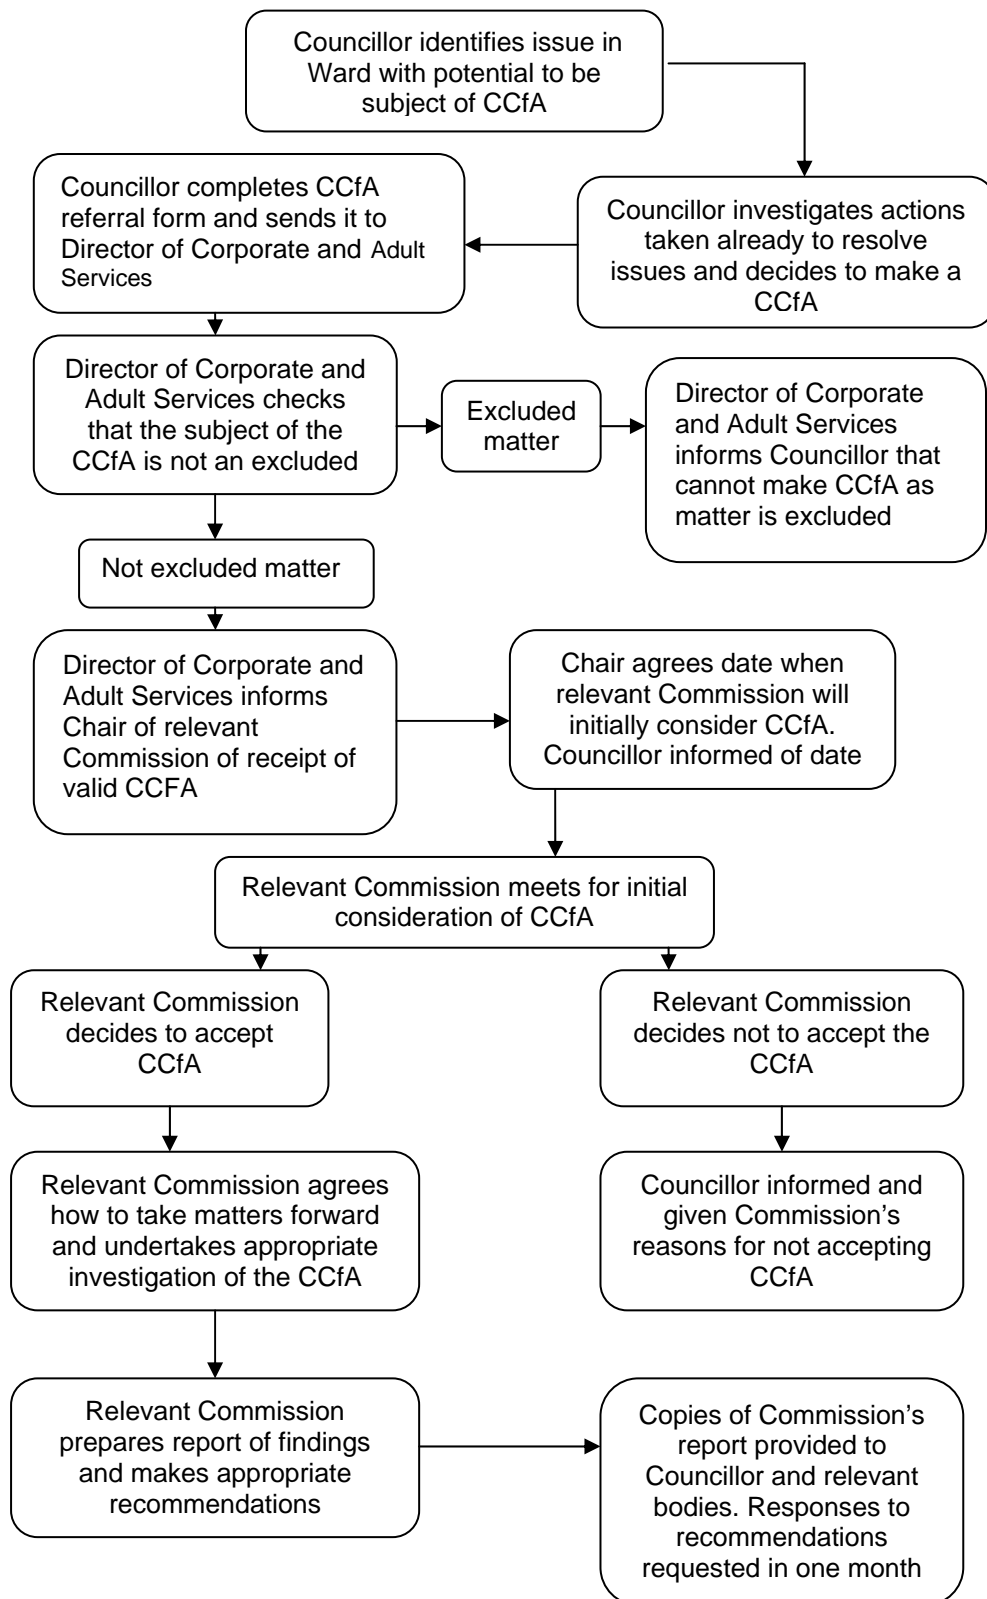 Councillor identifies issue in
Ward with potential to be
subject of CCfA
Councillor investigates actions
taken already to resolve
issues and decides to make a
CCfA
Councillor completes CCfA
referral form and sends it to
Director of Corporate and Adult
Services
Director of Corporate and
Adult Services checks
that the subject of the
CCfA is not an excluded
Excluded
matter
Director of Corporate
and Adult Services
informs Councillor that
cannot make CCfA as
matter is excluded
Not excluded matter
Director of Corporate and
Adult Services informs
Chair of relevant
Commission of receipt of
valid CCFA
Chair agrees date when
relevant Commission will
initially consider CCfA.
Councillor informed of date
Relevant Commission meets for initial
consideration of CCfA
Relevant Commission
decides to accept
CCfA
Relevant Commission
decides not to accept the
CCfA
Relevant Commission agrees
how to take matters forward
and undertakes appropriate
investigation of the CCfA
Councillor informed and
given Commission’s
reasons for not accepting
CCfA
Relevant Commission
prepares report of findings
and makes appropriate
recommendations
Copies of Commission’s
report provided to
Councillor and relevant
bodies. Responses to
recommendations
requested in one month